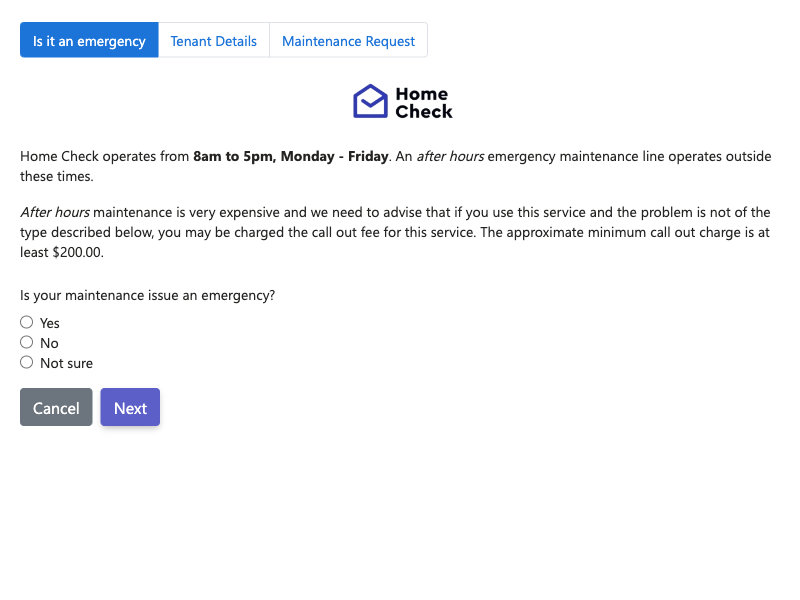 Is it an emergency
Tenant Details
Maintenance Request
Home
Check
Home Check operates from 8am to 5pm, Monday - Friday. An after hours emergency maintenance line operates outside
these times.
After hours maintenance is very expensive and we need to advise that if you use this service and the problem is not of the
type described below, you may be charged the call out fee for this service. The approximate minimum call out charge is at
least $200.00.
Is your maintenance issue an emergency?
Yes
No
Not sure
Cancel
Next